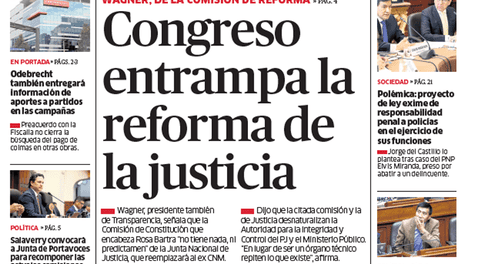 WAGNER, DE LA COMISIÓN DE REFORMA • PÁG. 4
Congreso
entrampa la
reforma de
la justicia
Wagner, presidente también
de Transparencia, señala que la
Comisión de Constitución que
encabeza Rosa Bartra "no tiene nada, ni
predictamen" de la Junta Nacional de
Justicia, que reemplazará al ex CNM.
Dijo que la citada comisión y la
de Justicia desnaturalizan la
Autoridad para la Integridad y
Control del PJ y el Ministerio Público.
"En lugar de ser un órgano técnico
repiten lo que existe", afirma.
EN PORTADA • PÁGS. 2-3
Odebrecht
también entregará
información de
aportes a partidos
en las campañas
Preacuerdo con la
Fiscalía no cierra la
búsqueda del pago de
coimas en otras obras.
POLÍTICA • PÁG. 5
Salaverry convocará
a Junta de Portavoces
para recomponer las
SOCIEDAD • PÁG. 21
Polémica: proyecto
de ley exime de
responsabilidad
penal a policías
en el ejercicio de
sus funciones
Jorge del Castillo lo
plantea tras caso del PNP
Elvis Miranda, preso por
abatir a un delincuente.